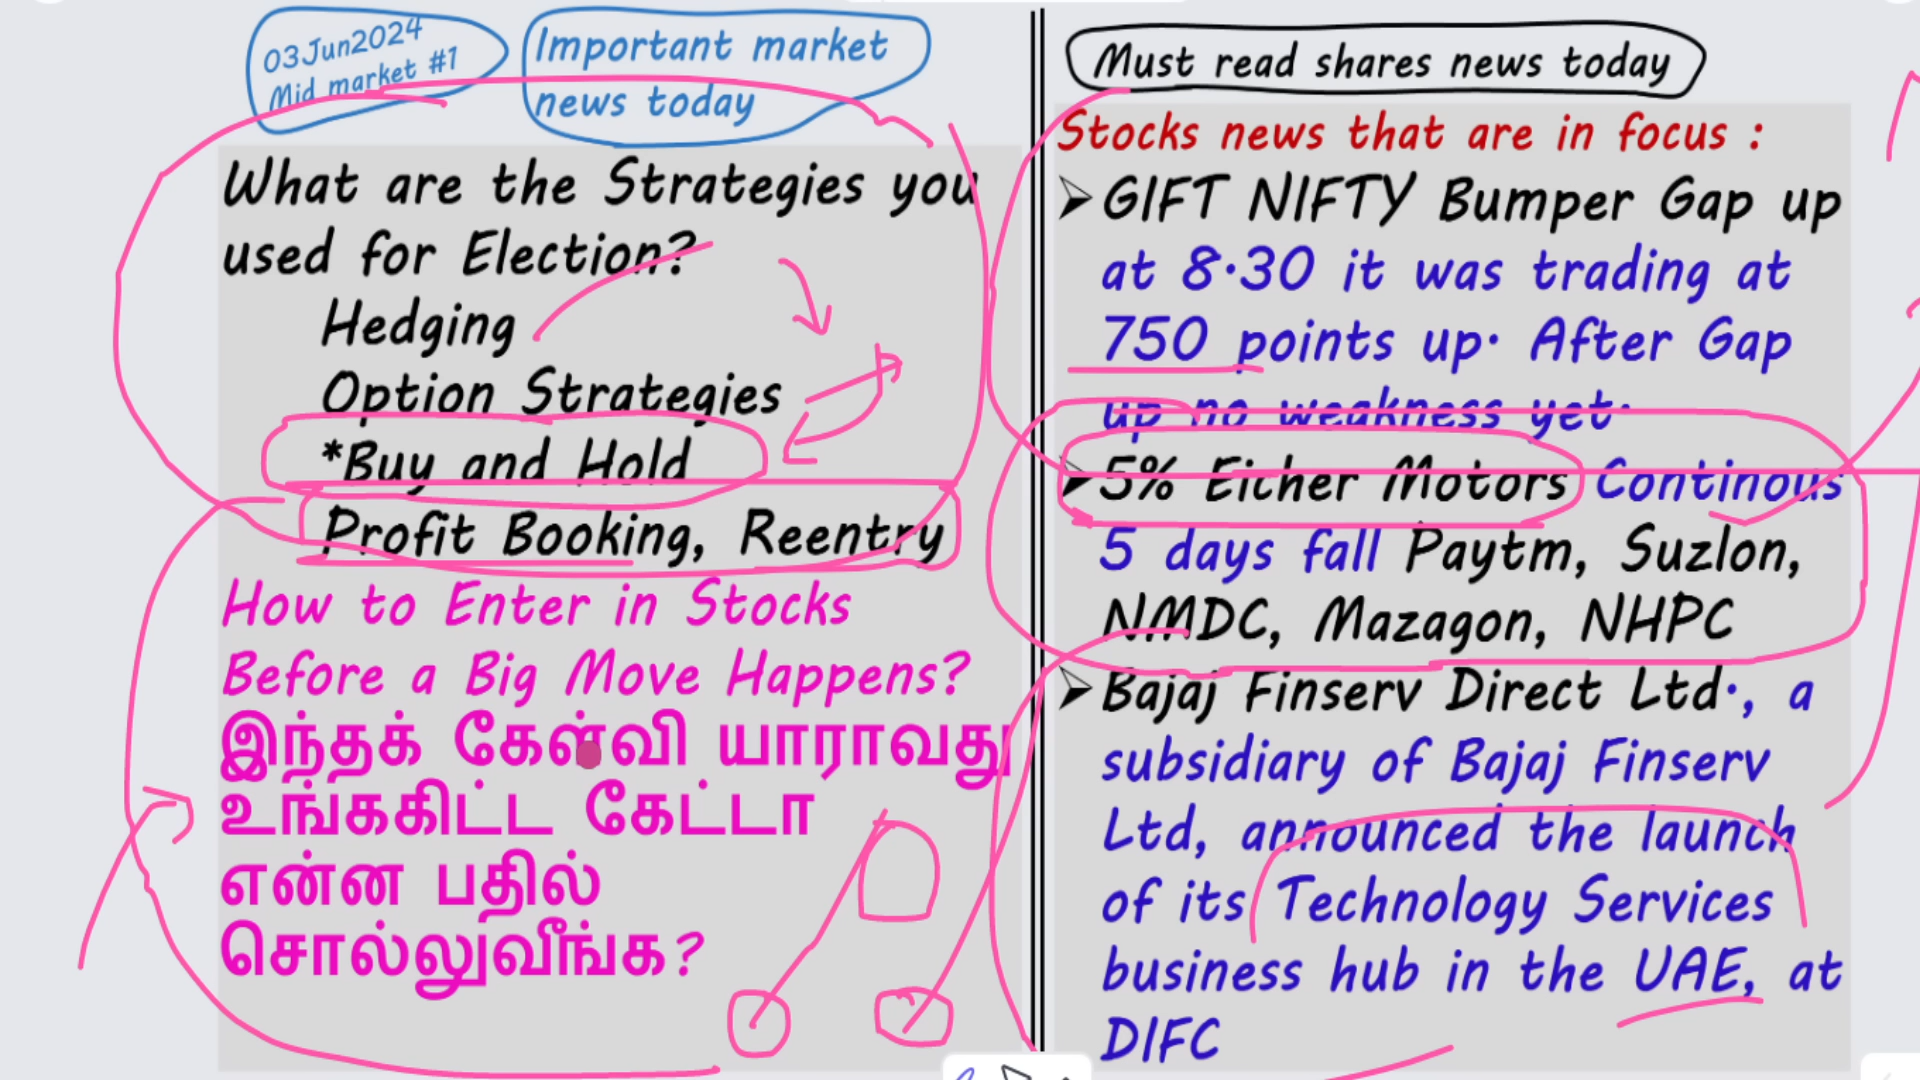 03Jun2024
Mid market #1
Important market
news today
What are the Strategies you
used for Election?
Hedging
Option Strategies
*Buy and Hold
Profit Booking, Reentry
How to Enter in Stocks
Before a Big Move Happens?
இந்தக் கேள்வி யாராவது
உங்ககிட்ட கேட்டா
என்ன பதில்
சொல்லுவீங்க?
Must read shares news today
Stocks news that are in focus :
➢GIFT NIFTY Bumper Gap up
at 8.30 it was trading at
750 points up. After Gap
up no weakness yet.
➢5% Eicher Motors Continous
5 days fall Paytm, Suzlon,
NMDC, Mazagon, NHPC
➢Bajaj Finserv Direct Ltd., a
subsidiary of Bajaj Finserv
Ltd, announced the launch
of its Technology Services
business hub in the UAE, at
DIFC